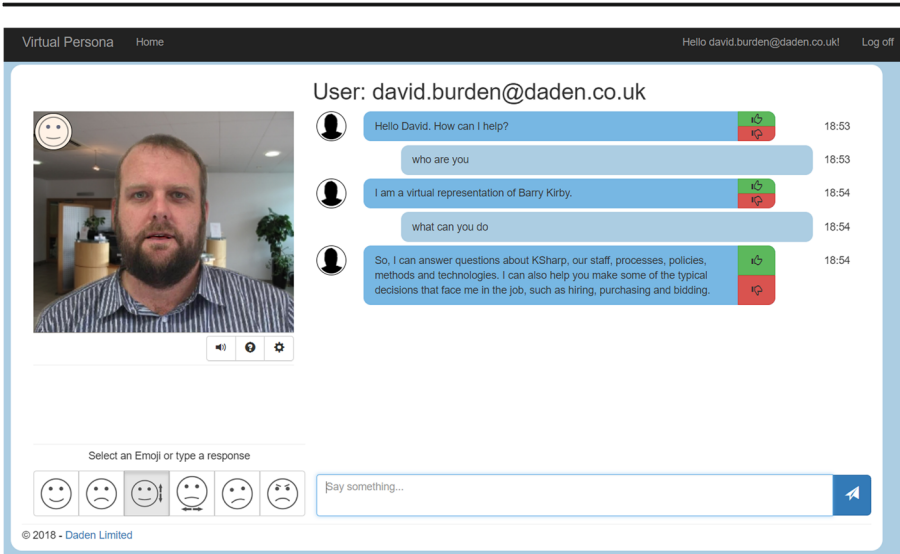 Virtual Persona Home Hello david.burden@daden.co.uk! Log off
User: david.burden@daden.co.uk
Hello David. How can I help? 18:53
who are you 18:53
I am a virtual representation of Barry Kirby. 18:54
what can you do 18:54
So, I can answer questions about KSharp, our staff, processes, policies, 18:54
methods and technologies. I can also help you make some of the typical
decisions that face me in the job, such as hiring, purchasing and bidding.
Select an Emoji or type a response
Say something...
© 2018 - Daden Limited